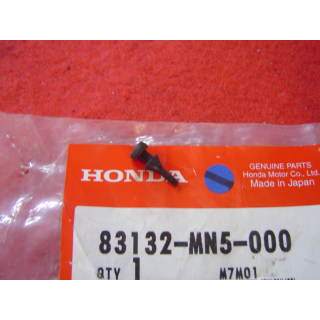 HONDA
GENUINE PARTS
Honda Motor Co., Ltd.
Made in Japan
83132-MN5-000
QTY 1
M7M01